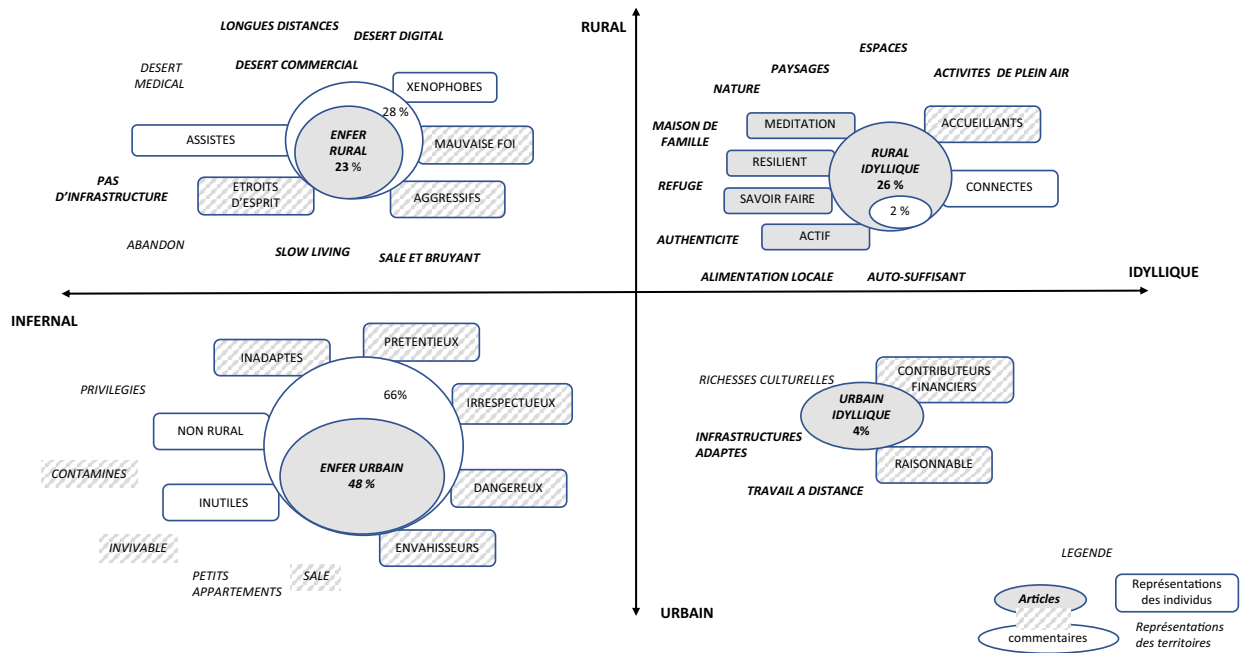 RURAL
LONGUES DISTANCES
DESERT DIGITAL
DESERT
MEDICAL
DESERT COMMERCIAL
XENOPHOBES
28 %
ASSISTES
ENFER
RURAL
23 %
MAUVAISE FOI
PAS
D’INFRASTRUCTURE
ETROITS
D’ESPRIT
AGGRESSIFS
ABANDON
SLOW LIVING
SALE ET BRUYANT
ESPACES
PAYSAGES
ACTIVITES DE PLEIN AIR
NATURE
MAISON DE
FAMILLE
MEDITATION
ACCUEILLANTS
RESILIENT
RURAL
IDYLLIQUE
26 %
CONNECTES
REFUGE
SAVOIR FAIRE
2 %
AUTHENTICITE
ACTIF
ALIMENTATION LOCALE
AUTO-SUFFISANT
IDYLLIQUE
INFERNAL
INADAPTES
PRETENTIEUX
PRIVILEGIES
66%
IRRESPECTUEUX
NON RURAL
CONTAMINES
ENFER URBAIN
48 %
DANGEREUX
INUTILES
INVIVABLE
ENVAHISSEURS
PETITS
APPARTEMENTS
SALE
RICHESSES CULTURELLES
CONTRIBUTEURS
FINANCIERS
URBAIN
IDYLLIQUE
4%
INFRASTRUCTURES
ADAPTES
RAISONNABLE
TRAVAIL A DISTANCE
URBAIN
LEGENDE
Articles
Représentations
des individus
commentaires
Représentations
des territoires